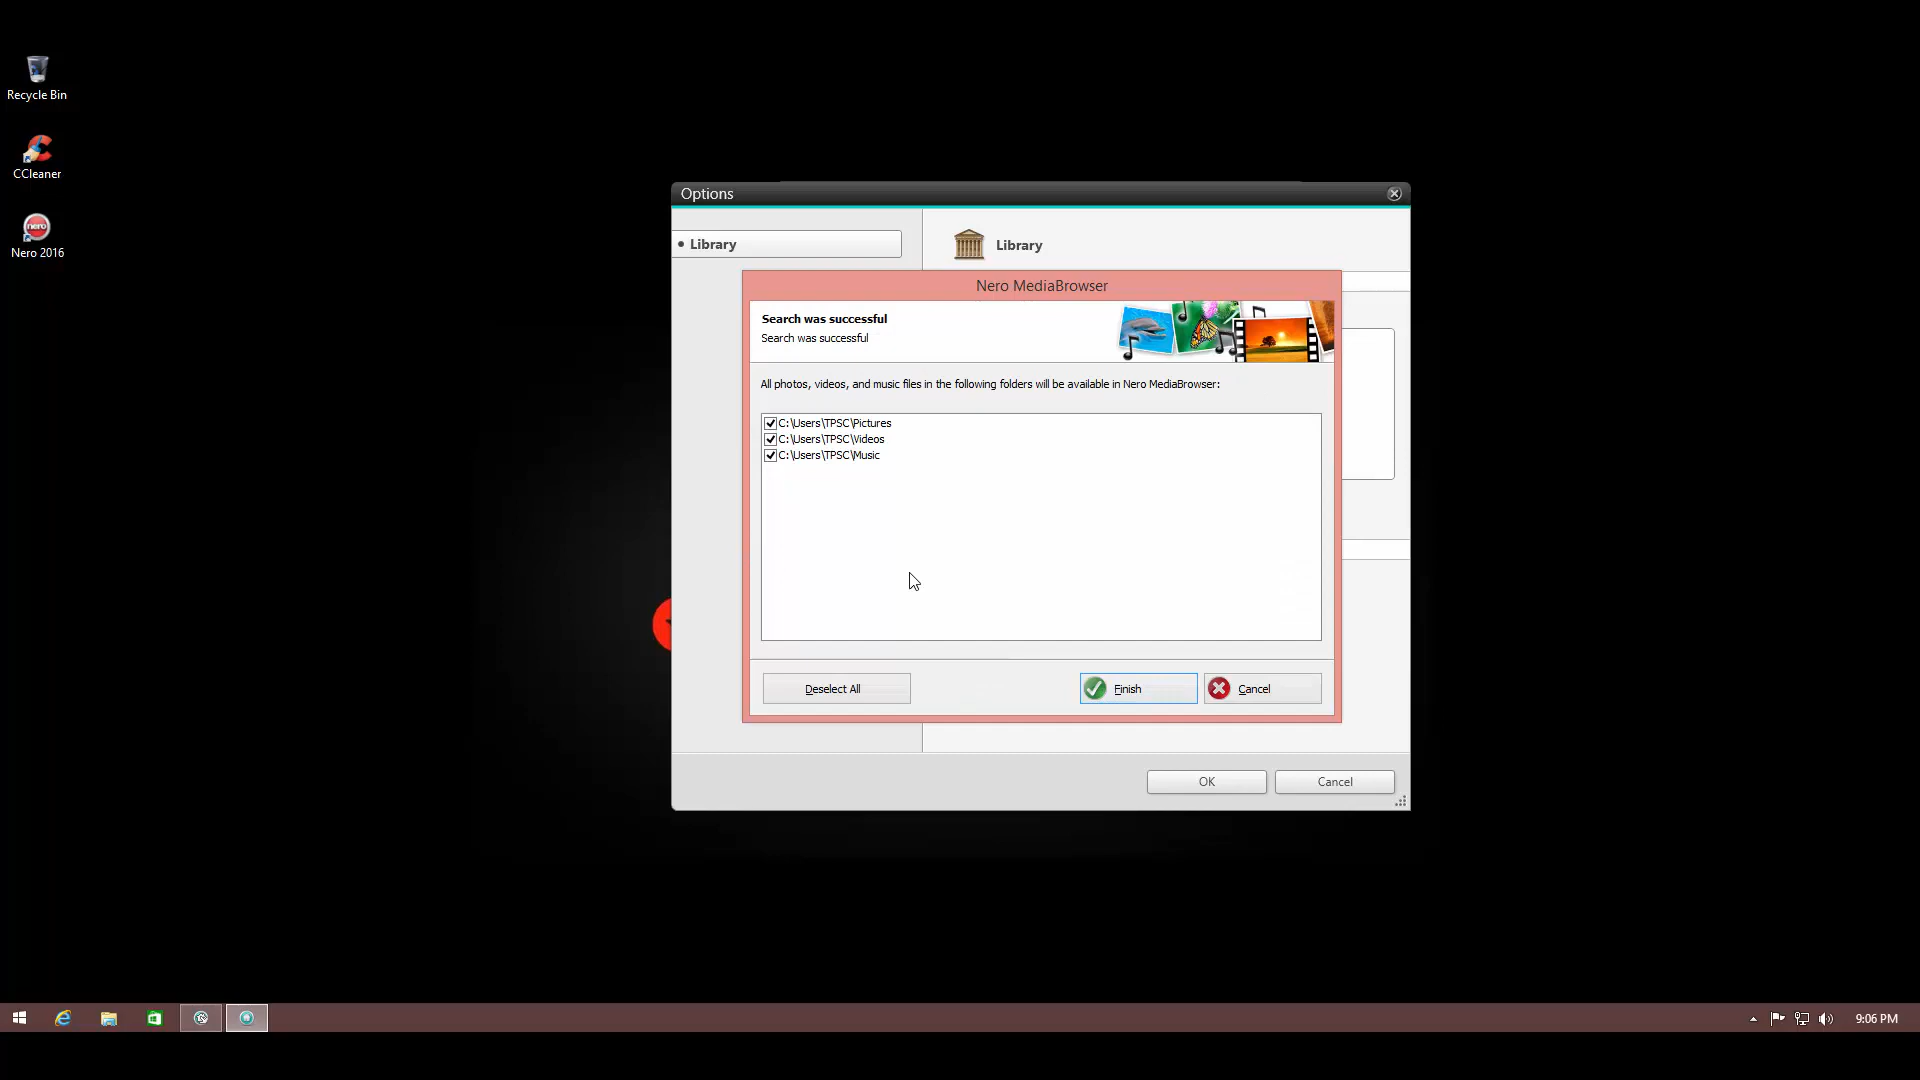 Recycle Bin
CCleaner
nero
Nero 2016
Options
Library
Library
Nero MediaBrowser
Search was successful
Search was successful
All photos, videos, and music files in the following folders will be available in Nero MediaBrowser:
C:\Users\TPSC\Pictures
C:\Users\TPSC\Videos
C:\Users\TPSC\Music
Deselect All
Finish
Cancel
OK
Cancel
9:06 PM